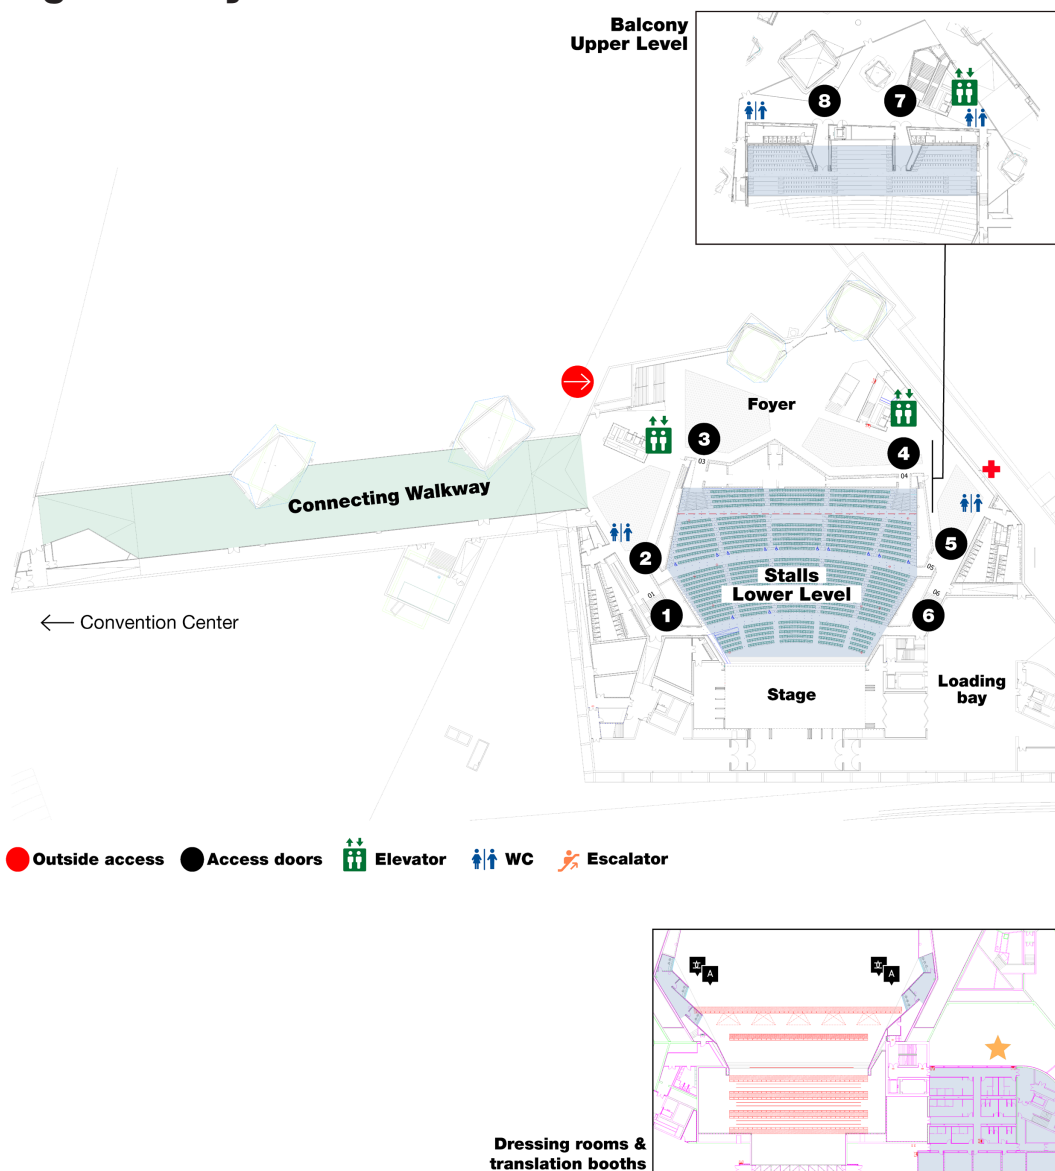 Balcony
Upper Level
8
7
Foyer
3
03
4
04
Connecting Walkway
2
5
05
Stalls
Lower Level
01
06
1
6
Convention Center
Stage
Loading
bay
Outside access
Access doors
Elevator
WC
Escalator
A
A
Dressing rooms &
translation booths